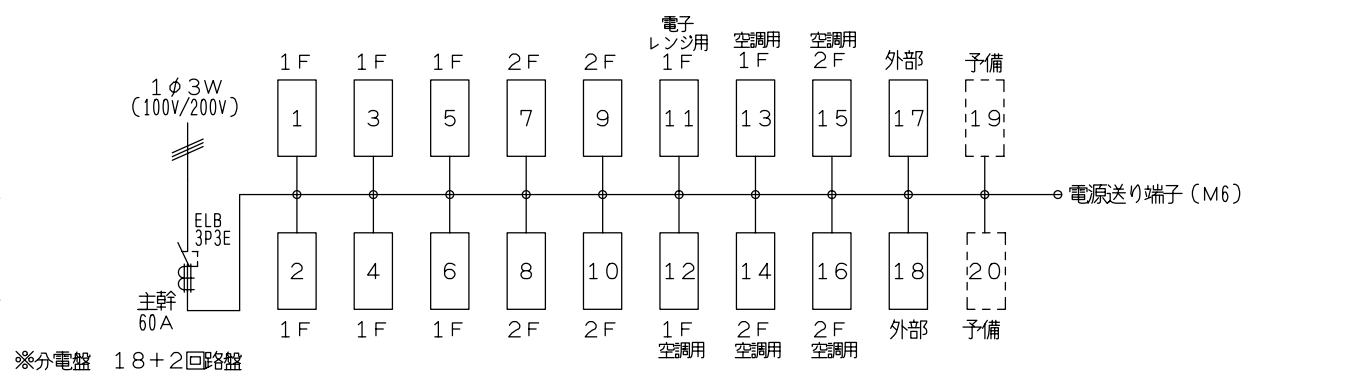 電子
レンジ用
空調用
空調用
1F
1F
1F
2F
2F
1F
1F
2F
外部
予備
1φ3W
(100V/200V)
1
3
5
7
9
11
13
15
17
19
電源送り端子(M6)
ELB
3P3E
2
4
6
8
10
12
14
16
18
20
主幹
60A
1F
1F
1F
2F
2F
1F
空調用
2F
空調用
2F
空調用
外部
予備
※分電盤 18+2回路盤